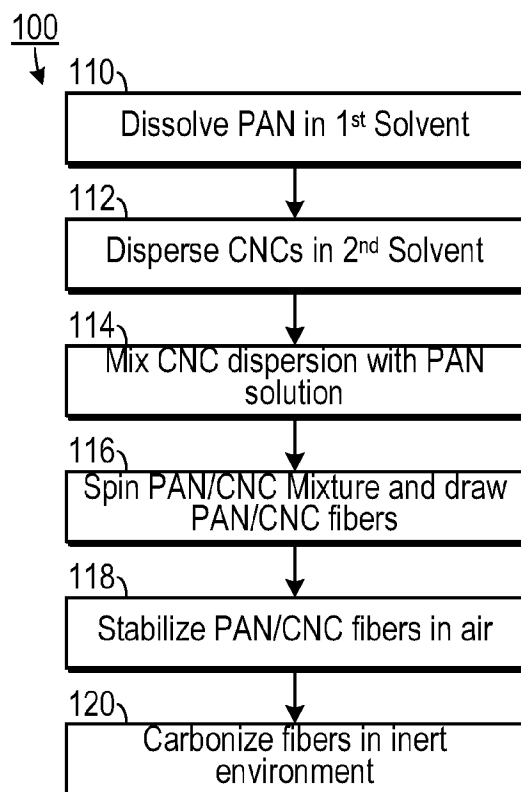 100
110
Dissolve PAN in 1st Solvent
112
Disperse CNCs in 2nd Solvent
114
Mix CNC dispersion with PAN
solution
116
Spin PAN/CNC Mixture and draw
PAN/CNC fibers
118
Stabilize PAN/CNC fibers in air
120
Carbonize fibers in inert
environment